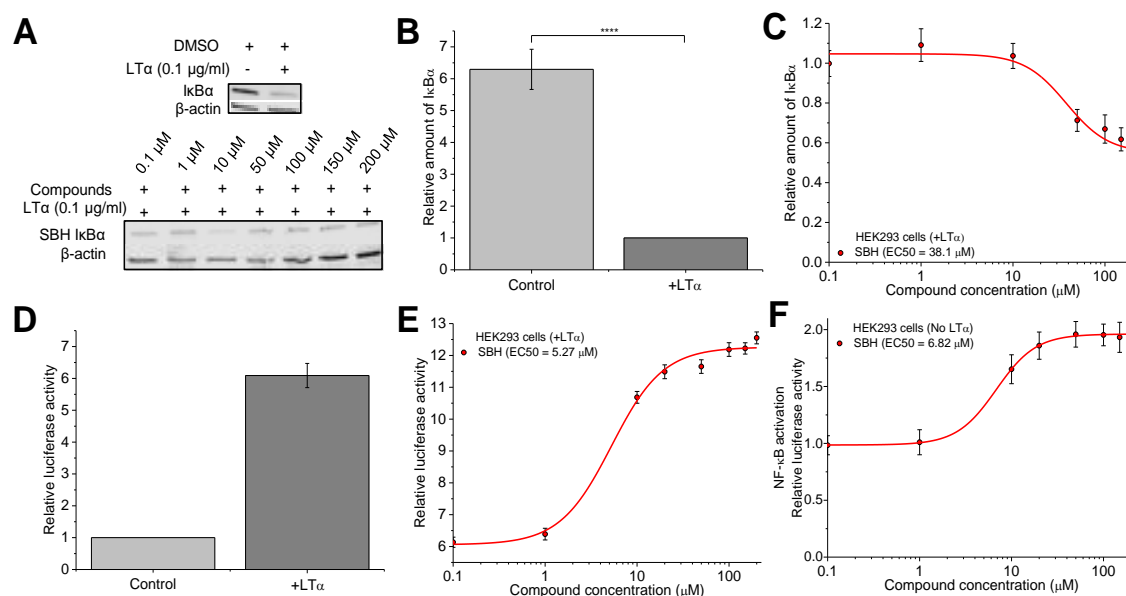 A
DMSO + +
LTα (0.1 µg/ml) - +
IκBα
β-actin
0.1 µM 1 µM 10 µM 50 µM 100 µM 150 µM 200 µM
Compounds + + + + + + +
LTα (0.1 µg/ml) + + + + + + +
SBH IκBα
β-actin
B
Relative amount of IκBα
7
6
5
4
3
2
1
0
****
Control +LTα
C
Relative amount of IκBα
1.2
1.0
0.8
0.6
0.4
0.2
0.0
HEK293 cells (+LTα)
SBH (EC50 = 38.1 µM)
0.1 1 10 100
Compound concentration (µM)
D
Relative luciferase activity
7
6
5
4
3
2
1
0
Control +LTα
E
Relative luciferase activity
13
12
11
10
9
8
7
6
HEK293 cells (+LTα)
SBH (EC50 = 5.27 µM)
0.1 1 10 100
Compound concentration (µM)
F
NF-κB activation
Relative luciferase activity
2.0
1.5
1.0
0.5
0.0
HEK293 cells (No LTα)
SBH (EC50 = 6.82 µM)
0.1 1 10 100
Compound concentration (µM)